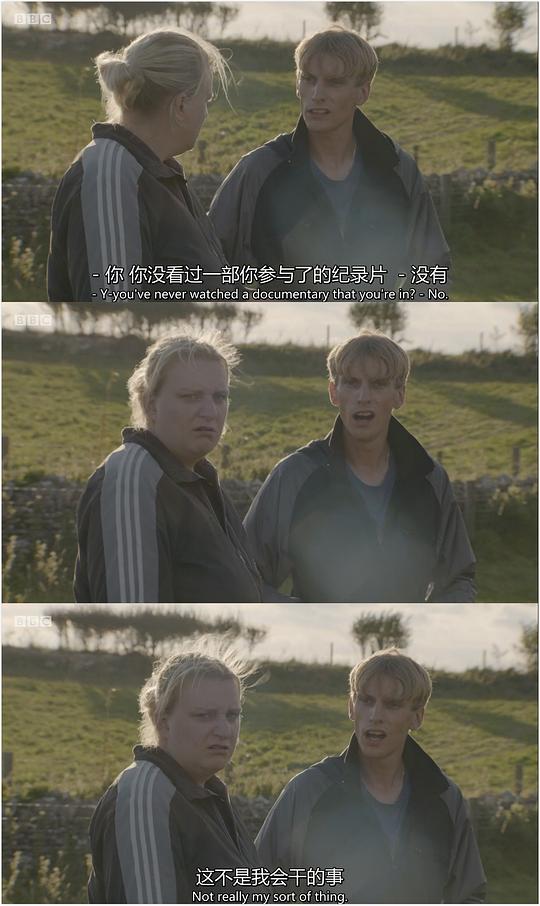 BBC
- 你 你没看过一部你参与了的纪录片 - 没有
- Y-you've never watched a documentary that you're in? - No.
BBC
BBC
这不是我会干的事
Not really my sort of thing.